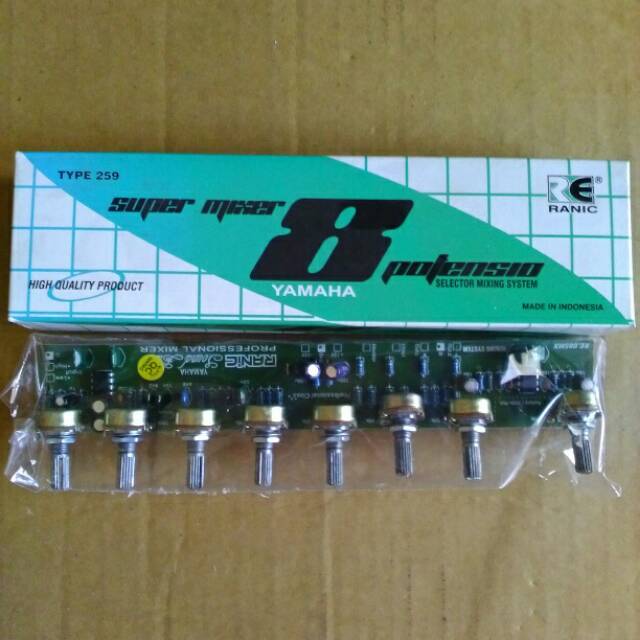 TYPE 259
super mixer
8
potensio
YAMAHA
SELECTOR MIXING SYSTEM
HIGH QUALITY PRODUCT
RE®
RANIC
MADE IN INDONESIA
RANIC
PROFESSIONAL MIXER
YAMAHA